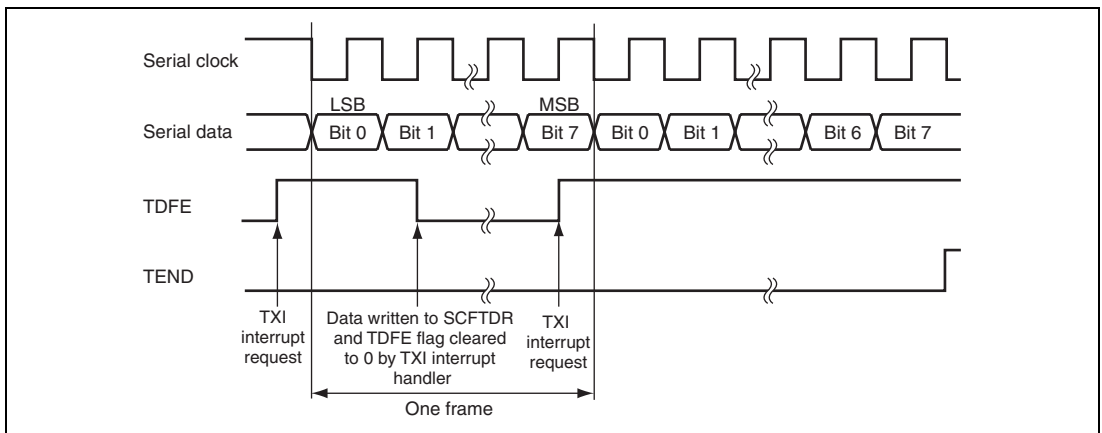 Serial clock
LSB
MSB
Serial data
Bit 0
Bit 1
Bit 7
Bit 0
Bit 1
Bit 6
Bit 7
TDFE
TEND
TXI
interrupt
request
Data written to SCFTDR
and TDFE flag cleared
to 0 by TXI interrupt
handler
TXI
interrupt
request
One frame